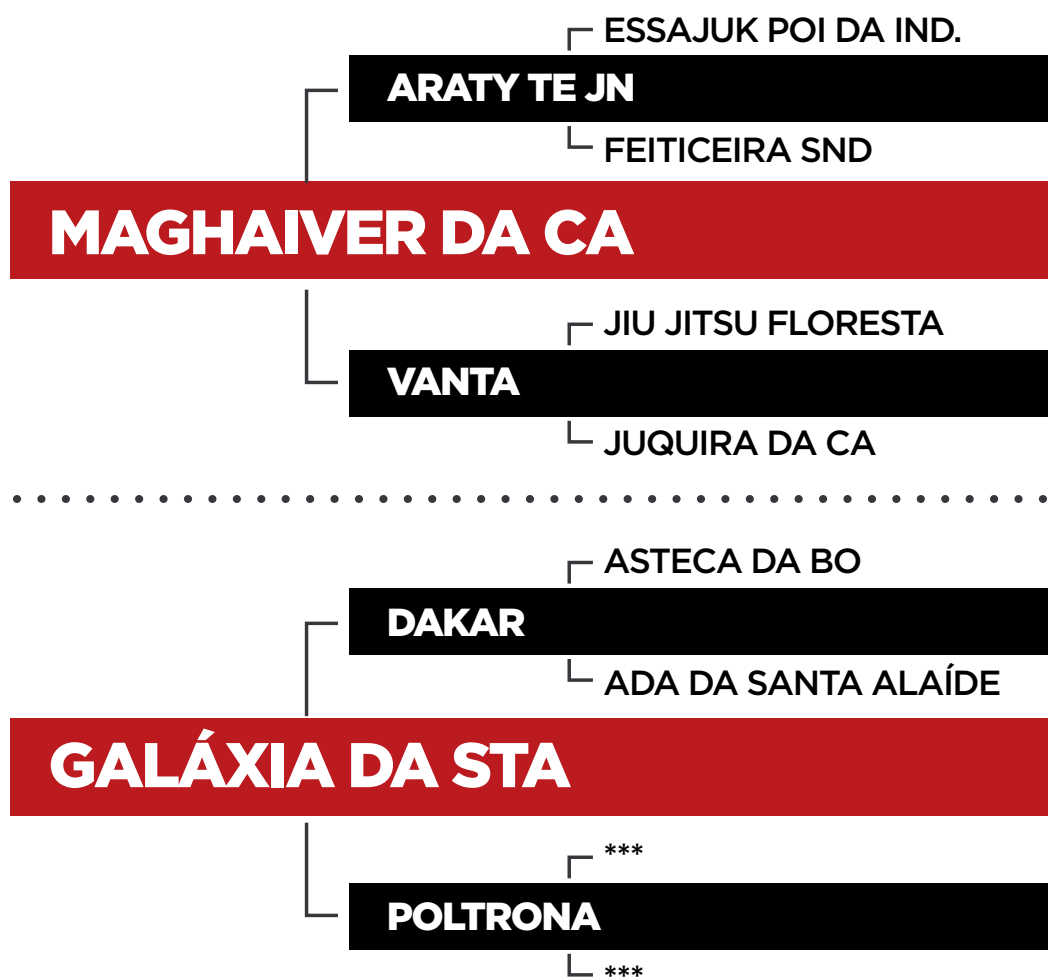 ESSAJUK POI DA IND.
ARATY TE JN
FEITICEIRA SND
MAGHAIVER DA CA
JIU JITSU FLORESTA
VANTA
JUQUIRA DA CA
ASTECA DA BO
DAKAR
ADA DA SANTA ALAÍDE
GALÁXIA DA STA
***
POLTRONA
***